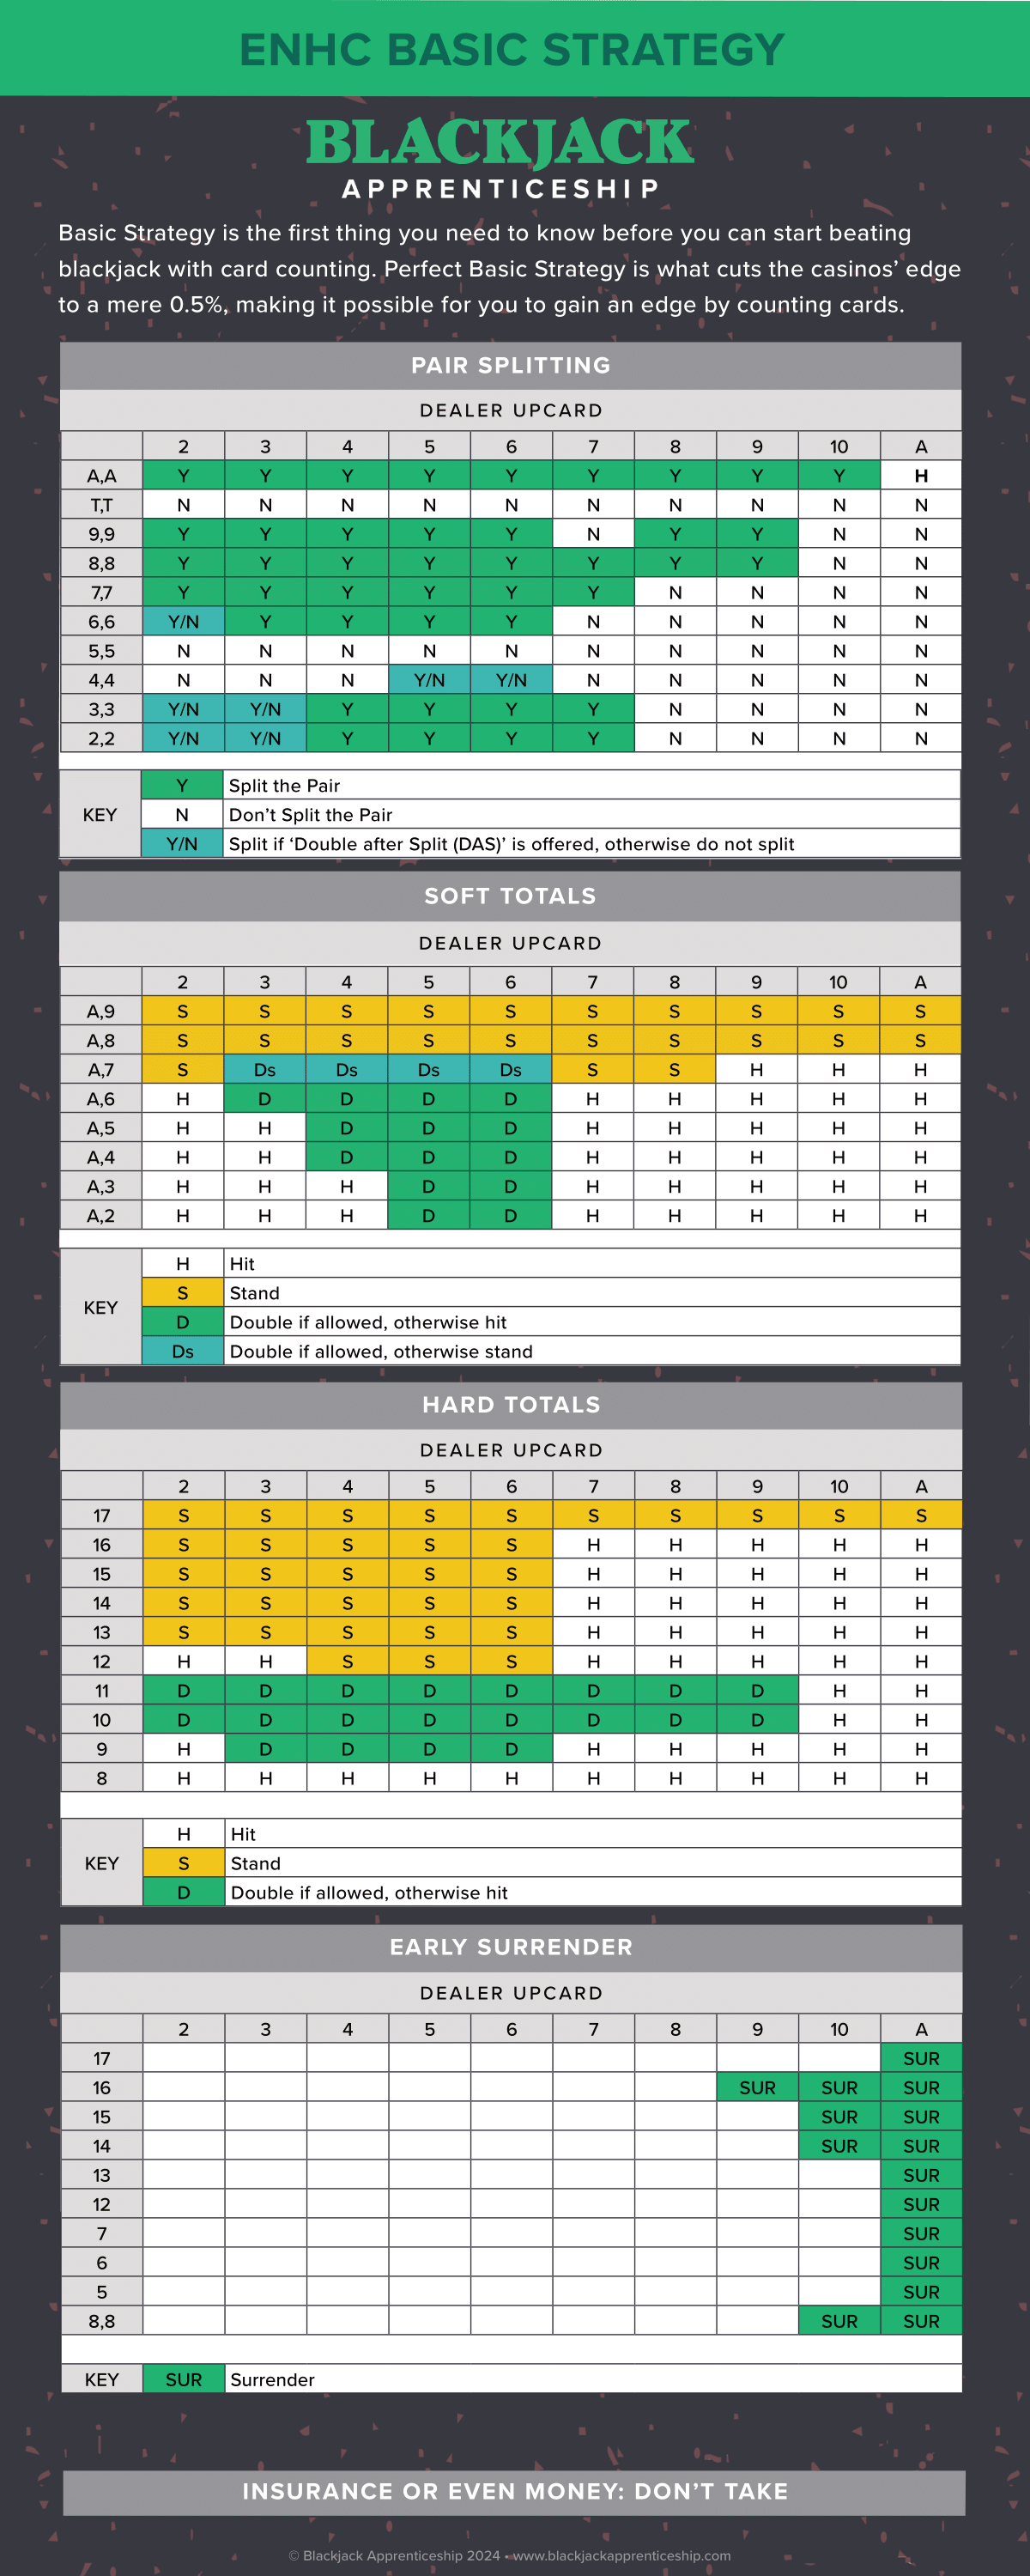 ENHC BASIC STRATEGY
BLACKJACK
APPRENTICESHIP
Basic Strategy is the first thing you need to know before you can start beating
blackjack with card counting. Perfect Basic Strategy is what cuts the casinos’ edge
to a mere 0.5%, making it possible for you to gain an edge by counting cards.
PAIR SPLITTING
DEALER UPCARD
2 3 4 5 6 7 8 9 10 A
A,A Y Y Y Y Y Y Y Y Y H
T,T N N N N N N N N N N
9,9 Y Y Y Y Y N Y Y N N
8,8 Y Y Y Y Y Y Y Y N N
7,7 Y Y Y Y Y Y N N N N
6,6 Y/N Y Y Y Y N N N N N
5,5 N N N N N N N N N N
4,4 N N N Y/N Y/N N N N N N
3,3 Y/N Y/N Y Y Y Y N N N N
2,2 Y/N Y/N Y Y Y Y N N N N
Y Split the Pair
KEY N Don’t Split the Pair
Y/N Split if ‘Double after Split (DAS)’ is offered, otherwise do not split
SOFT TOTALS
DEALER UPCARD
2 3 4 5 6 7 8 9 10 A
A,9 S S S S S S S S S S
A,8 S S S S S S S S S S
A,7 S Ds Ds Ds Ds S S H H H
A,6 H D D D D H H H H H
A,5 H H D D D H H H H H
A,4 H H D D D H H H H H
A,3 H H H D D H H H H H
A,2 H H H D D H H H H H
H Hit
S Stand
KEY
D Double if allowed, otherwise hit
Ds Double if allowed, otherwise stand
HARD TOTALS
DEALER UPCARD
2 3 4 5 6 7 8 9 10 A
17 S S S S S S S S S S
16 S S S S S H H H H H
15 S S S S S H H H H H
14 S S S S S H H H H H
13 S S S S S H H H H H
12 H H S S S H H H H H
11 D D D D D D D D H H
10 D D D D D D D D H H
9 H D D D D H H H H H
8 H H H H H H H H H H
H Hit
KEY S Stand
D Double if allowed, otherwise hit
EARLY SURRENDER
DEALER UPCARD
2 3 4 5 6 7 8 9 10 A
17 SUR
16 SUR SUR SUR
15 SUR SUR
14 SUR SUR
13 SUR
12 SUR
7 SUR
6 SUR
5 SUR
8,8 SUR SUR
KEY SUR Surrender
INSURANCE OR EVEN MONEY: DON’T TAKE
© Blackjack Apprenticeship 2024 • www.blackjackapprenticeship.com